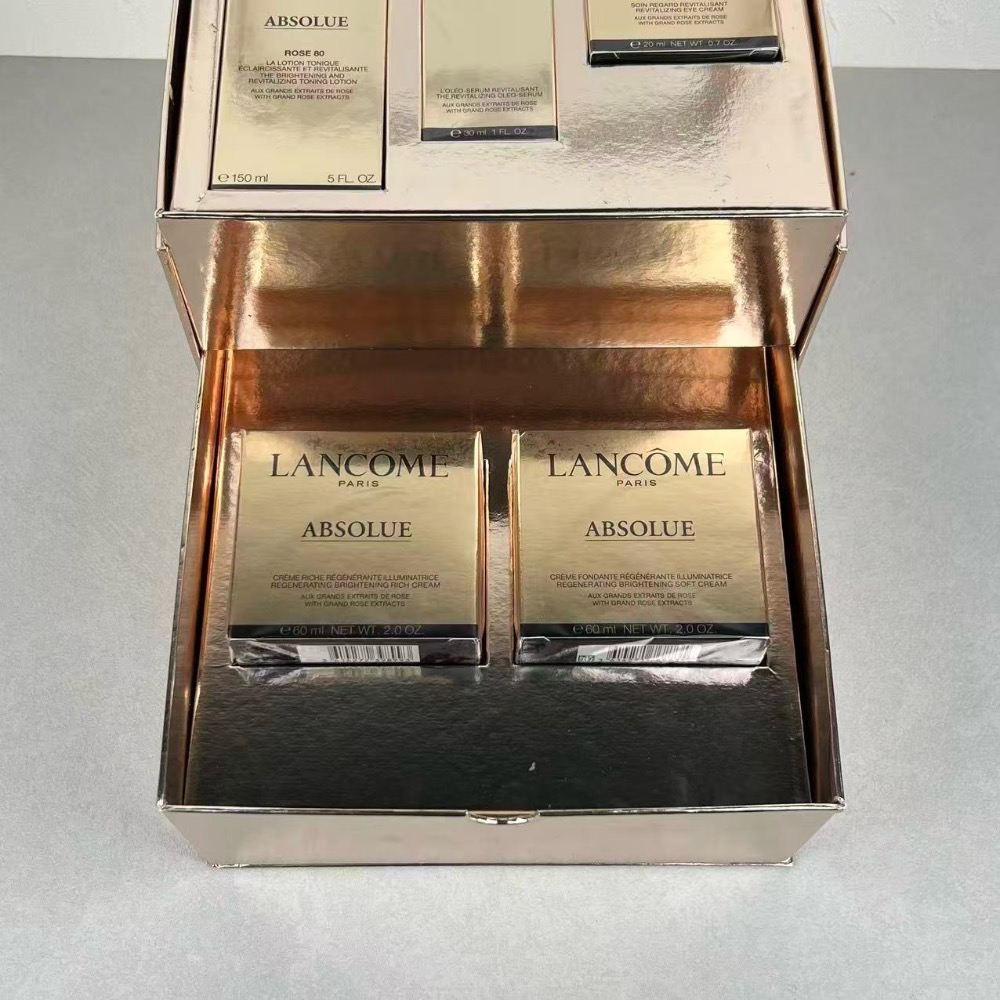 ABSOLUE
ROSE 80
LA LOTION TONIQUE
ÉCLAIRCISSANTE ET REVITALISANTE
THE BRIGHTENING AND
REVITALIZING TONING LOTION
AUX GRANDS EXTRAITS DE ROSE
WITH GRAND ROSE EXTRACTS
℮ 150 ml 5 FL. OZ.
L'OLÉO-SERUM REVITALISANT
THE REVITALIZING OLEO-SERUM
AUX GRANDS EXTRAITS DE ROSE
WITH GRAND ROSE EXTRACTS
℮ 30 ml 1 FL. OZ.
SOIN REGARD REVITALISANT
REVITALIZING EYE CREAM
AUX GRANDS EXTRAITS DE ROSE
WITH GRAND ROSE EXTRACTS
℮ 20 ml NET WT. 0.7 OZ.
LANCÔME
PARIS
ABSOLUE
CRÈME RICHE RÉGÉNÉRANTE ILLUMINATRICE
REGENERATING BRIGHTENING RICH CREAM
AUX GRANDS EXTRAITS DE ROSE
WITH GRAND ROSE EXTRACTS
℮ 60 ml NET WT. 2.0 OZ.
LANCÔME
PARIS
ABSOLUE
CRÈME FONDANTE RÉGÉNÉRANTE ILLUMINATRICE
REGENERATING BRIGHTENING SOFT CREAM
AUX GRANDS EXTRAITS DE ROSE
WITH GRAND ROSE EXTRACTS
℮ 60 ml NET WT. 2.0 OZ.